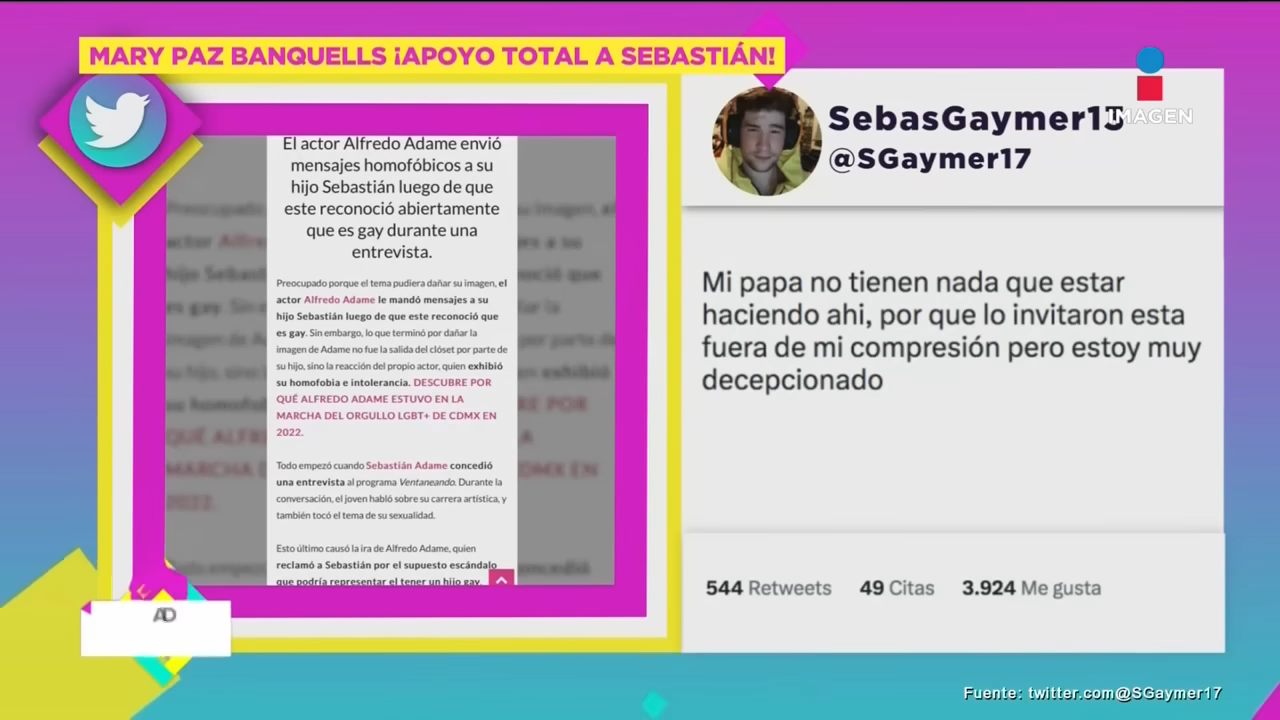 MARY PAZ BANQUELLS ¡APOYO TOTAL A SEBASTIÁN!
IMAGEN
El actor Alfredo Adame envió
mensajes homofóbicos a su
hijo Sebastián luego de que
este reconoció abiertamente
que es gay durante una
entrevista.
Preocupado porque el tema pudiera dañar su imagen, el
actor Alfredo Adame le mandó mensajes a su
hijo Sebastián luego de que este reconoció que
es gay. Sin embargo, lo que terminó por dañar la
imagen de Adame no fue la salida del clóset por parte de
su hijo, sino la reacción del propio actor, quien exhibió
su homofobia e intolerancia. DESCUBRE POR
QUÉ ALFREDO ADAME ESTUVO EN LA
MARCHA DEL ORGULLO LGBT+ DE CDMX EN
2022.
Todo empezó cuando Sebastián Adame concedió
una entrevista al programa Ventaneando. Durante la
conversación, el joven habló sobre su carrera artística, y
también tocó el tema de su sexualidad.
Esto último causó la ira de Alfredo Adame, quien
reclamó a Sebastián por el supuesto escándalo
que podría representar el tener un hijo gay.
SebasGaymer15
@SGaymer17
Mi papa no tienen nada que estar
haciendo ahi, por que lo invitaron esta
fuera de mi compresión pero estoy muy
decepcionado
544 Retweets 49 Citas 3.924 Me gusta
Fuente: twitter.com@SGaymer17